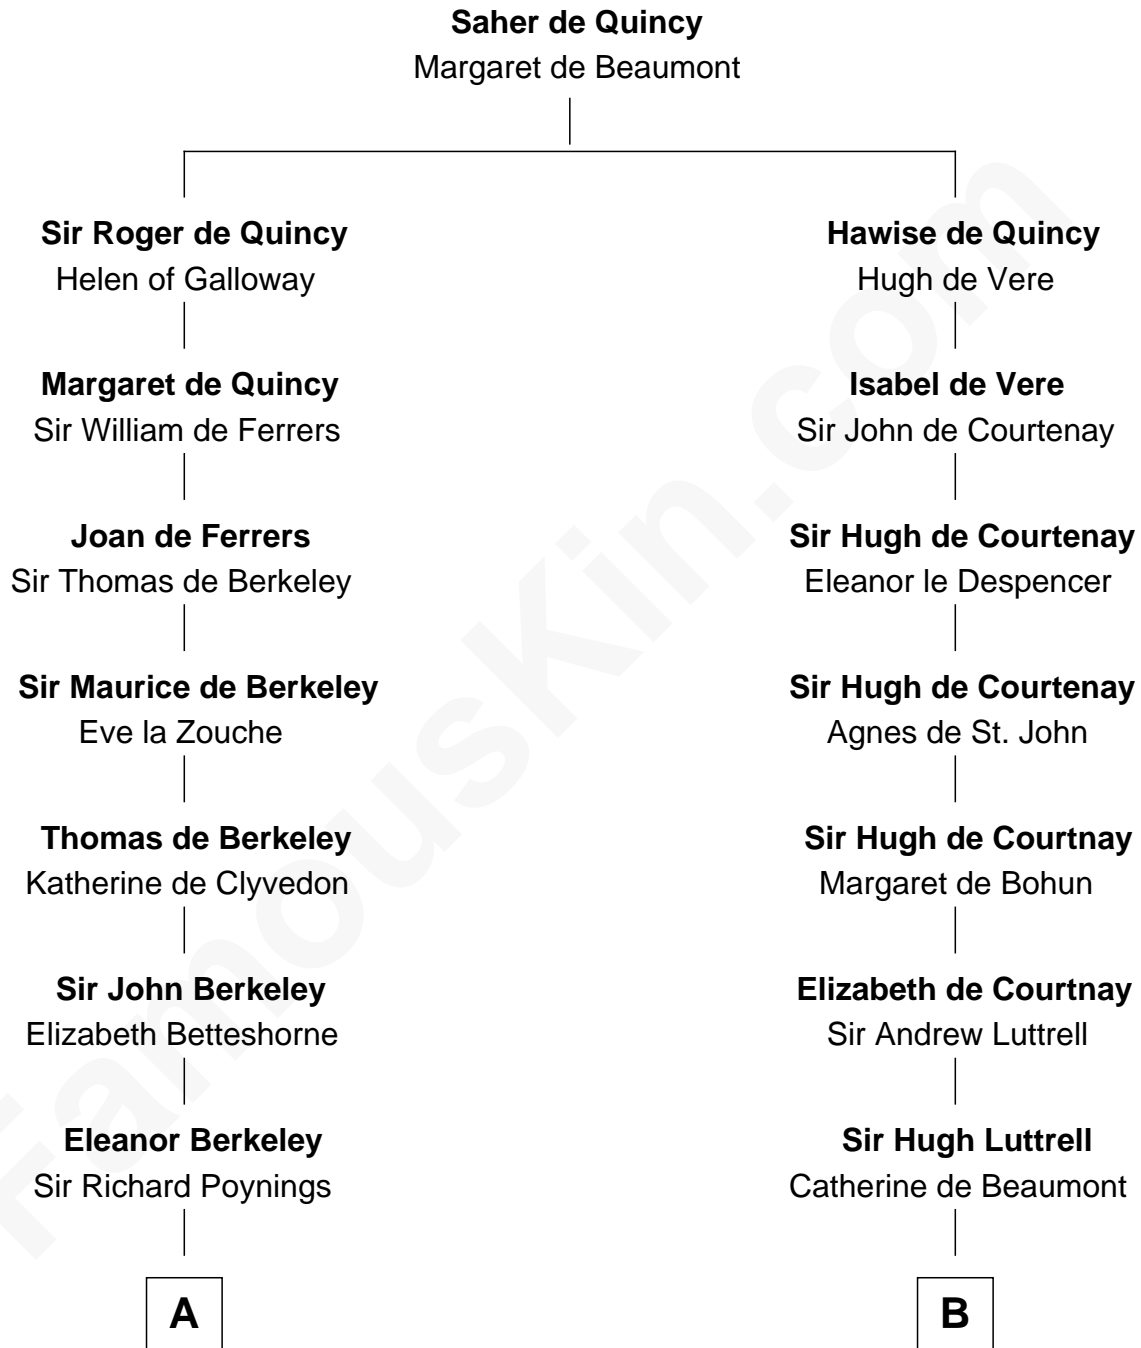 Saher de Quincy
Margaret de Beaumont
Sir Roger de Quincy
Helen of Galloway
Hawise de Quincy
Hugh de Vere
Margaret de Quincy
Sir William de Ferrers
Isabel de Vere
Sir John de Courtenay
Joan de Ferrers
Sir Thomas de Berkeley
Sir Hugh de Courtenay
Eleanor le Despencer
Sir Maurice de Berkeley
Eve la Zouche
Sir Hugh de Courtenay
Agnes de St. John
Thomas de Berkeley
Katherine de Clyvedon
Sir Hugh de Courtnay
Margaret de Bohun
Sir John Berkeley
Elizabeth Betteshorne
Elizabeth de Courtnay
Sir Andrew Luttrell
Eleanor Berkeley
Sir Richard Poynings
Sir Hugh Luttrell
Catherine de Beaumont
A
B
FamousKin.com